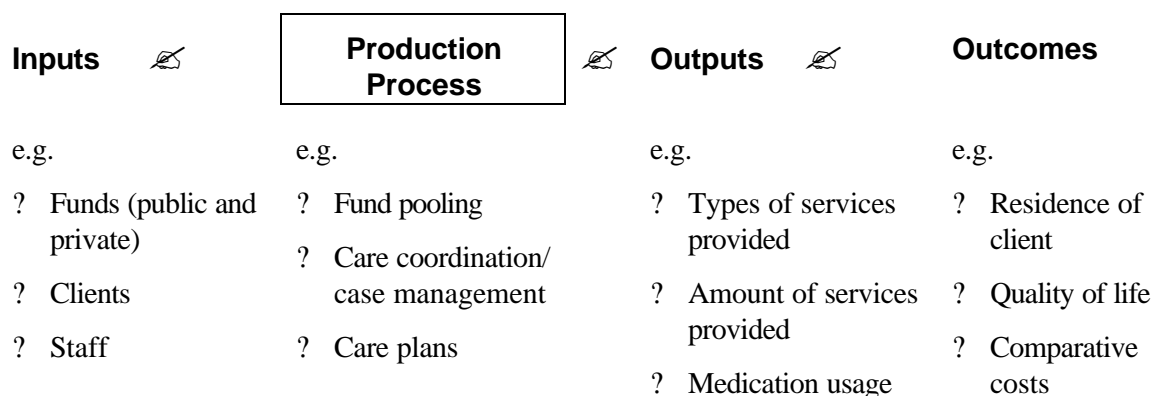 Inputs ✍
Production
Process
✍ Outputs ✍
Outcomes
e.g.
? Funds (public and
private)
? Clients
? Staff
e.g.
? Fund pooling
? Care coordination/
case management
? Care plans
e.g.
? Types of services
provided
? Amount of services
provided
? Medication usage
e.g.
? Residence of
client
? Quality of life
? Comparative
costs